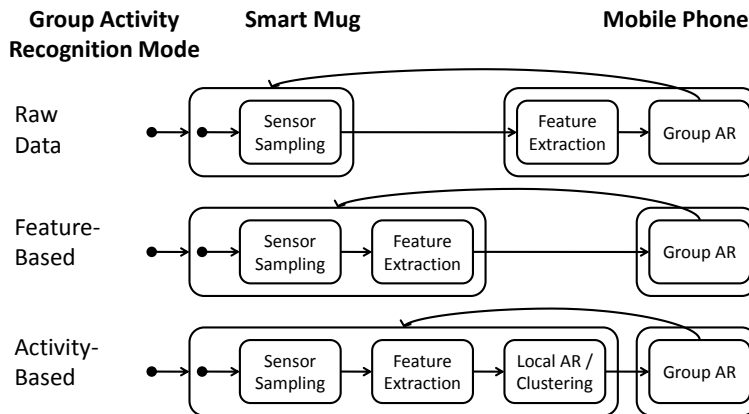 Group Activity
Recognition Mode
Smart Mug
Mobile Phone
Raw
Data
Sensor
Sampling
Feature
Extraction
Group AR
Feature-
Based
Sensor
Sampling
Feature
Extraction
Group AR
Activity-
Based
Sensor
Sampling
Feature
Extraction
Local AR /
Clustering
Group AR